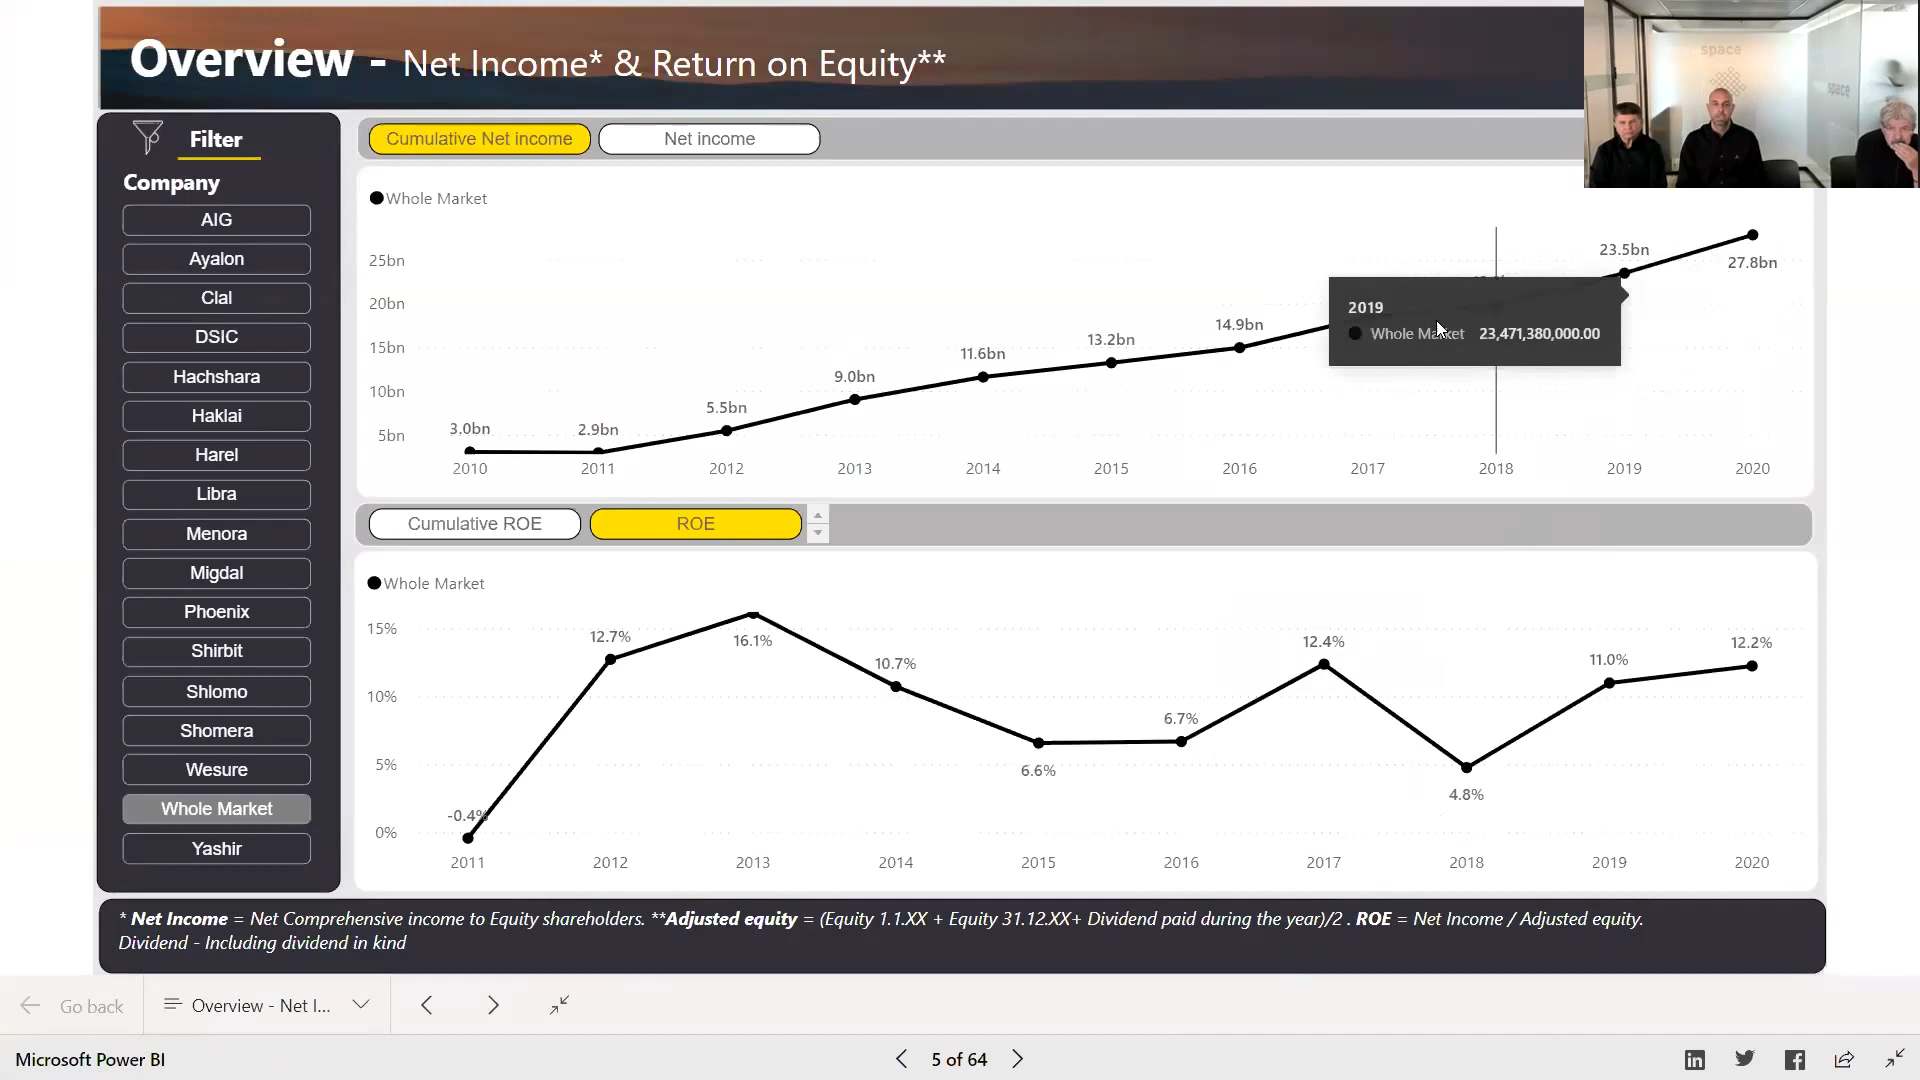 Overview - Net Income* & Return on Equity**
space
space
Filter
Company
AIG
Ayalon
Clal
DSIC
Hachshara
Haklai
Harel
Libra
Menora
Migdal
Phoenix
Shirbit
Shlomo
Shomera
Wesure
Whole Market
Yashir
Cumulative Net income
Net income
Whole Market
25bn
20bn
15bn
10bn
5bn
3.0bn
2.9bn
5.5bn
9.0bn
11.6bn
13.2bn
14.9bn
23.5bn
27.8bn
2019
Whole Market 23,471,380,000.00
2010 2011 2012 2013 2014 2015 2016 2017 2018 2019 2020
Cumulative ROE
ROE
Whole Market
15%
10%
5%
0%
-0.4%
12.7%
16.1%
10.7%
6.6%
6.7%
12.4%
4.8%
11.0%
12.2%
2011 2012 2013 2014 2015 2016 2017 2018 2019 2020
* Net Income = Net Comprehensive income to Equity shareholders. **Adjusted equity = (Equity 1.1.XX + Equity 31.12.XX+ Dividend paid during the year)/2 . ROE = Net Income / Adjusted equity.
Dividend - Including dividend in kind
Go back
Overview - Net I...
Microsoft Power BI
5 of 64